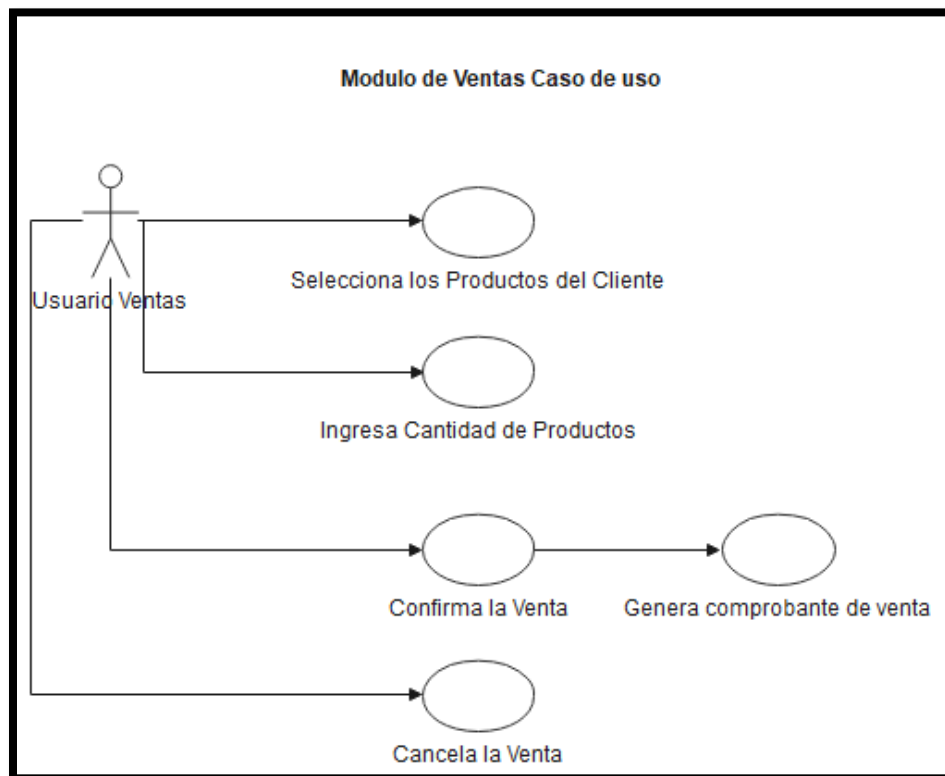 Modulo de Ventas Caso de uso
Usuario Ventas
Selecciona los Productos del Cliente
Ingresa Cantidad de Productos
Confirma la Venta
Genera comprobante de venta
Cancela la Venta